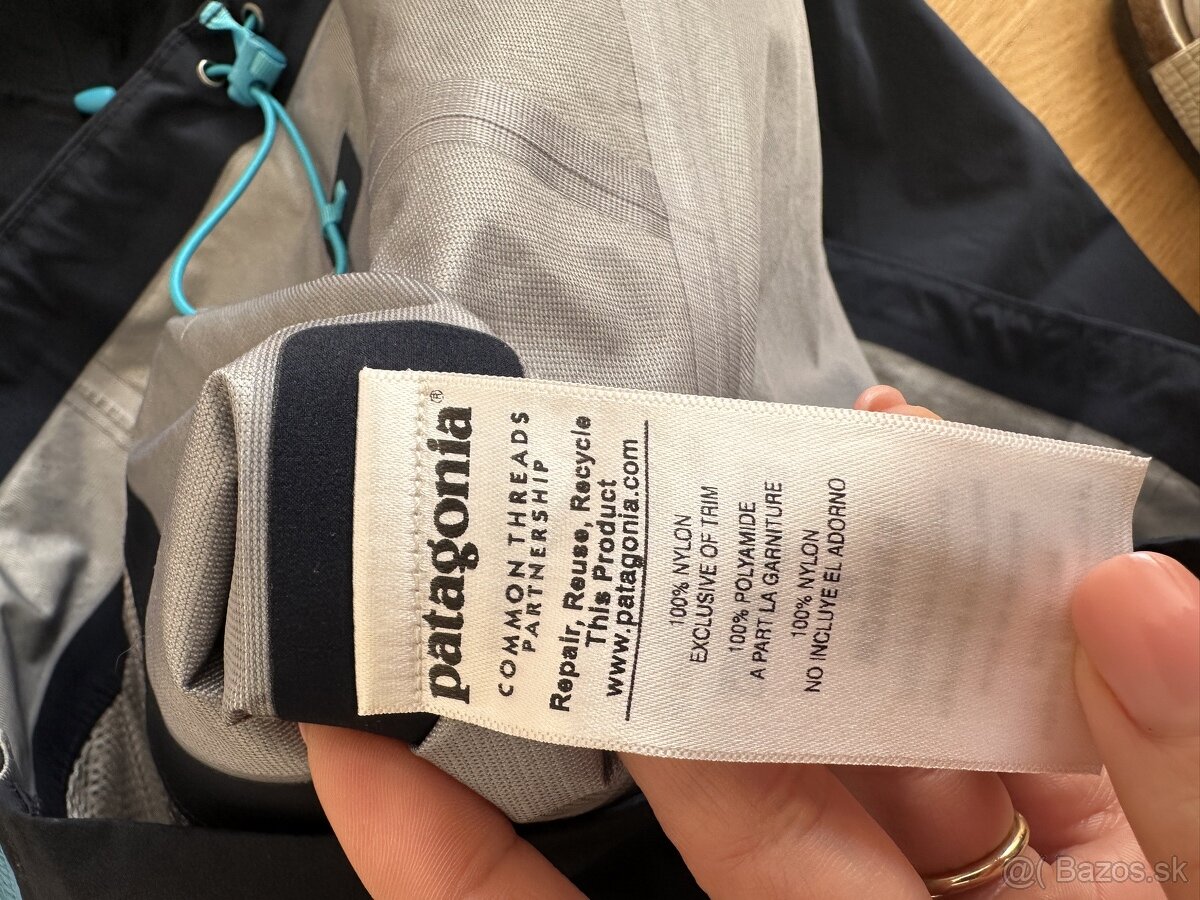 patagonia®
COMMON THREADS
PARTNERSHIP
Repair, Reuse, Recycle
This Product
www.patagonia.com
100% NYLON
EXCLUSIVE OF TRIM
100% POLYAMIDE
A PART LA GARNITURE
100% NYLON
NO INCLUYE EL ADORNO
@( Bazos.sk